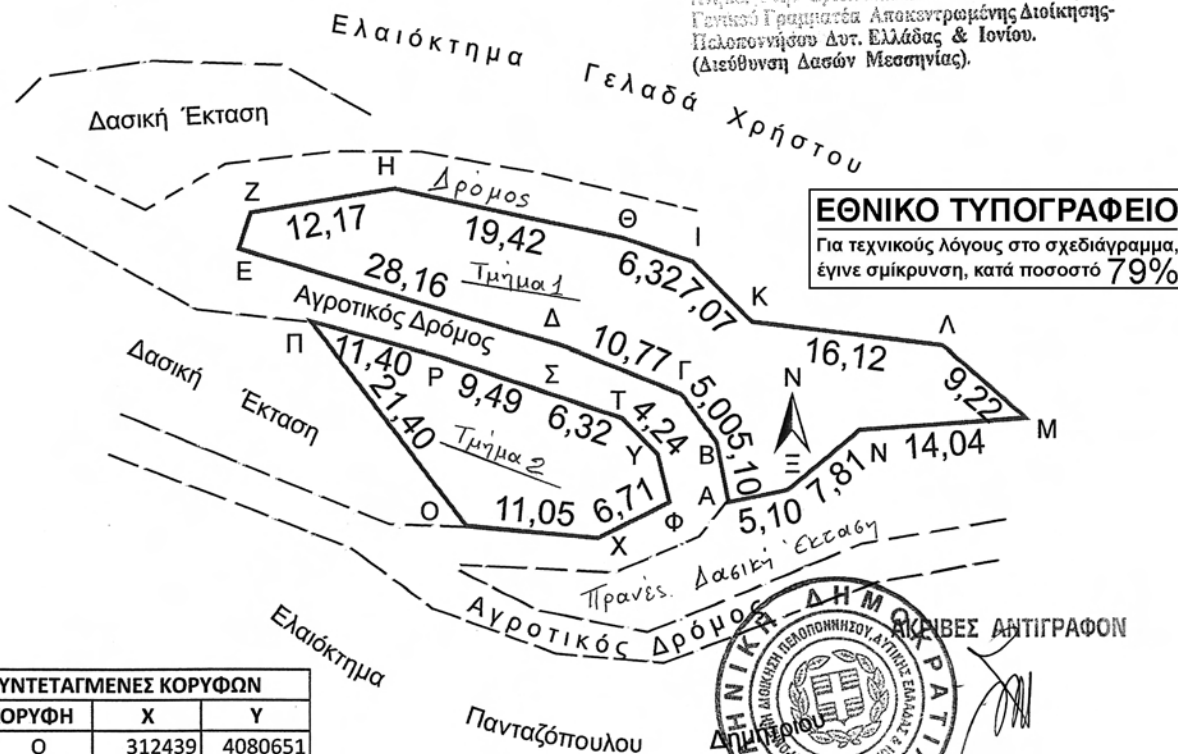 Γενικού Γραμματέα Αποκεντρωμένης Διοίκησης-
Πελοποννήσου Δυτ. Ελλάδας & Ιονίου.
(Διεύθυνση Δασών Μεσσηνίας).
Ελαιόκτημα
Γελαδά Χρήστου
Δασική Έκταση
Η
Δρόμος
Ζ
Θ
Ι
12,17
19,42
6,32
7,07
ΕΘΝΙΚΟ ΤΥΠΟΓΡΑΦΕΙΟ
Για τεχνικούς λόγους στο σχεδιάγραμμα,
έγινε σμίκρυνση, κατά ποσοστό 79%
Ε
28,16
Τμήμα 1
Κ
Αγροτικός Δρόμος
Δ
10,77
Λ
16,12
9,22
Π
11,40
Ρ
9,49
Σ
6,32
Τ
4,24
Γ
5,00
5,10
Ν
Μ
Δασική
Έκταση
21,40
Τμήμα 2
Υ
Β
Α
Ξ
7,81
Ν
14,04
Ο
11,05
6,71
Φ
5,10
Χ
Πρανές Δασική Έκταση
Αγροτικός Δρόμος
Ελαιόκτημα
Πανταζόπουλου
Δημητρίου
ΑΚΡΙΒΕΣ ΑΝΤΙΓΡΑΦΟΝ
ΥΝΤΕΤΑΓΜΕΝΕΣ ΚΟΡΥΦΩΝ
ΟΡΥΦΗ Χ Υ
Ο 312439 4080651